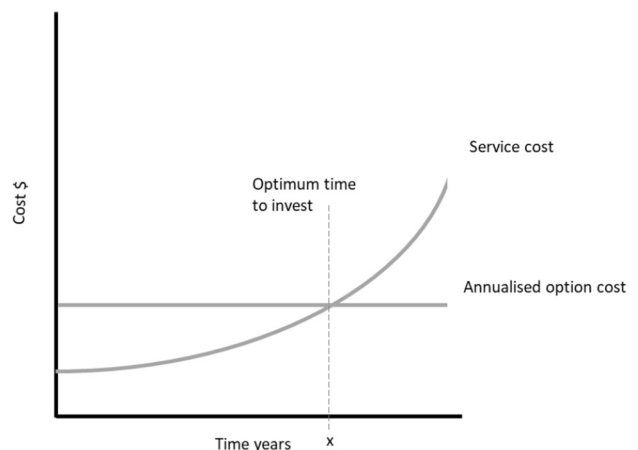 Service cost
Optimum time
to invest
Cost $
Annualised option cost
Time years
x